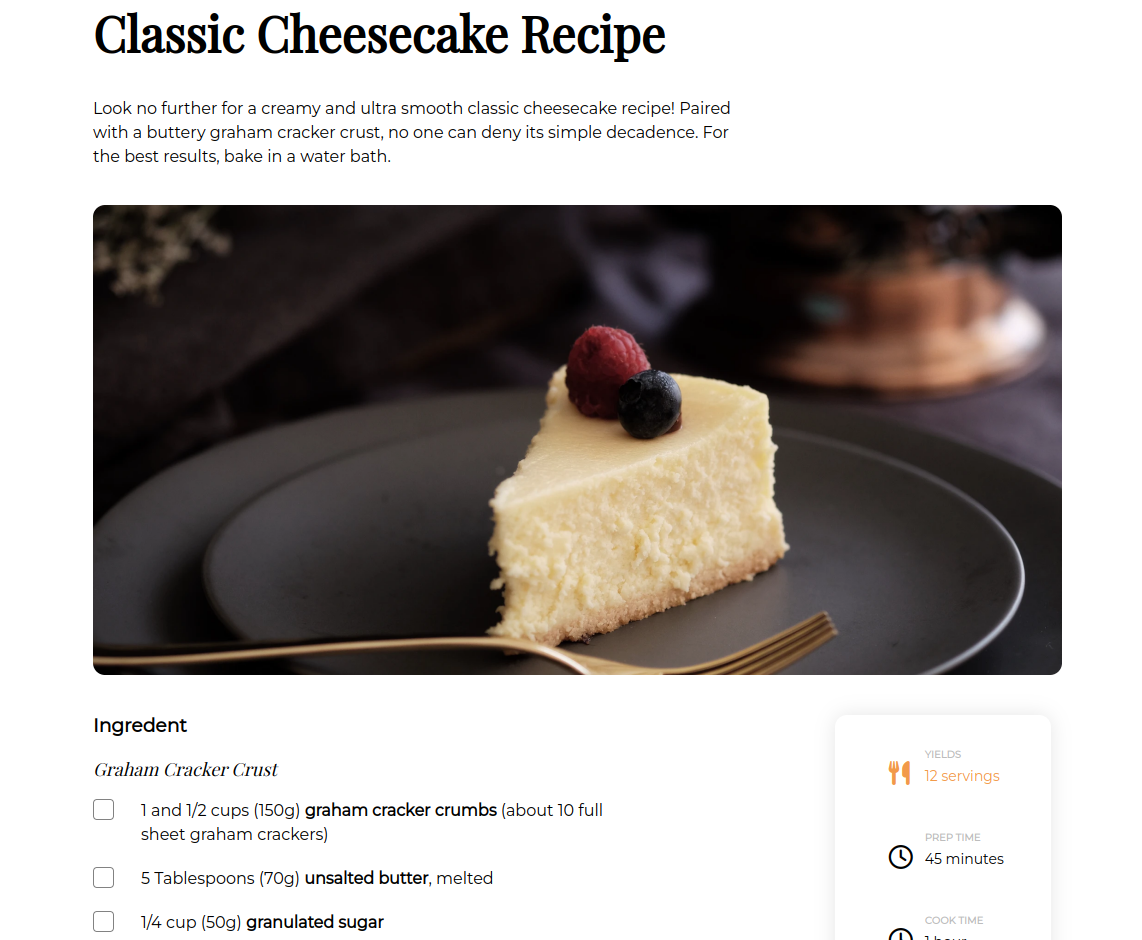 Classic Cheesecake Recipe
Look no further for a creamy and ultra smooth classic cheesecake recipe! Paired
with a buttery graham cracker crust, no one can deny its simple decadence. For
the best results, bake in a water bath.
Ingredent
Graham Cracker Crust
1 and 1/2 cups (150g) graham cracker crumbs (about 10 full
sheet graham crackers)
5 Tablespoons (70g) unsalted butter, melted
1/4 cup (50g) granulated sugar
YIELDS
12 servings
PREP TIME
45 minutes
COOK TIME
1 hour